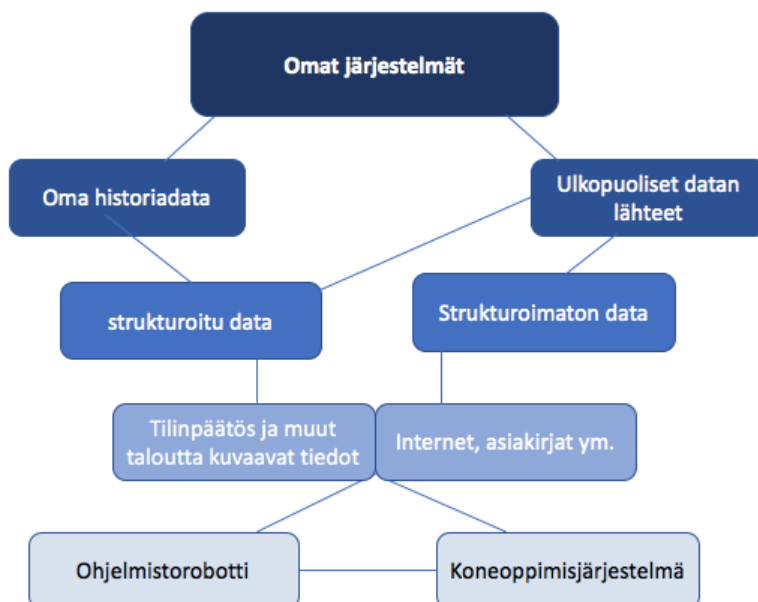 Omat järjestelmät
Oma historiadata
Ulkopuoliset datan
lähteet
strukturoitu data
Strukturoimaton data
Tilinpäätös ja muut
taloutta kuvaavat tiedot
Internet, asiakirjat ym.
Ohjelmistorobotti
Koneoppimisjärjestelmä